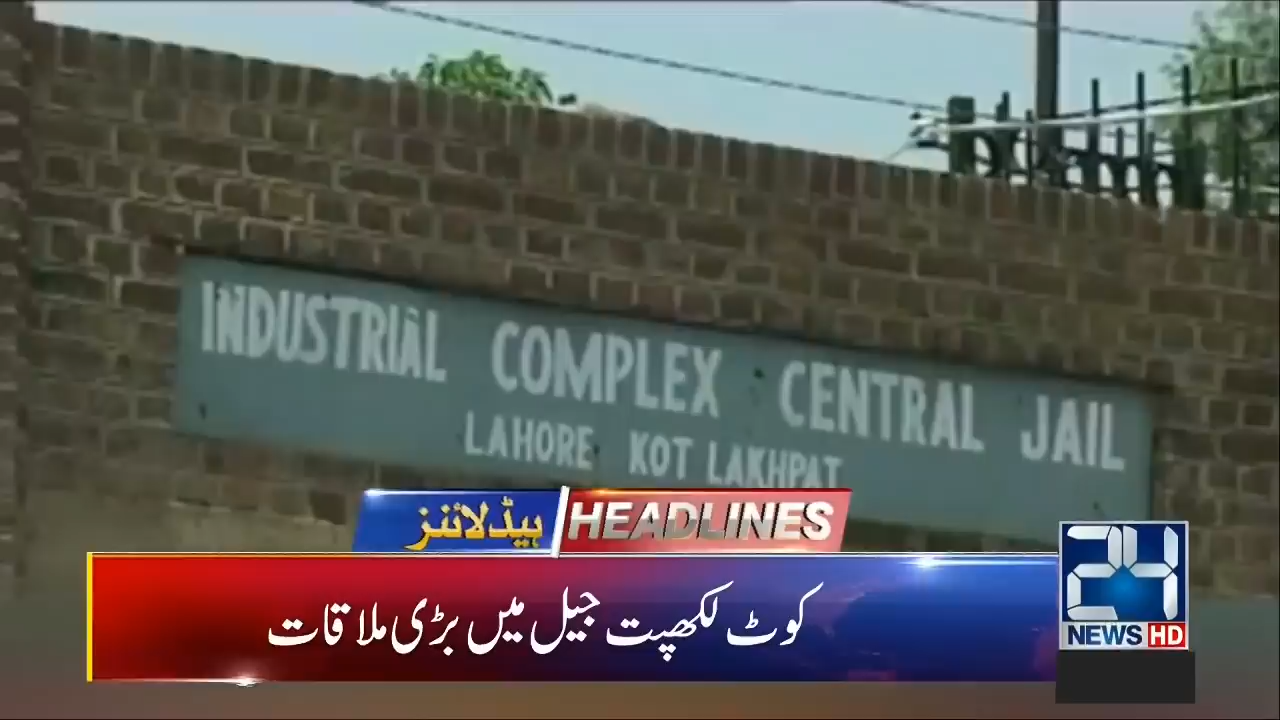 INDUSTRIAL COMPLEX CENTRAL JAIL
LAHORE KOT LAKHPAT
ہیڈلائنز HEADLINES
کوٹ لکھپت جیل میں بڑی ملاقات
24
NEWS HD